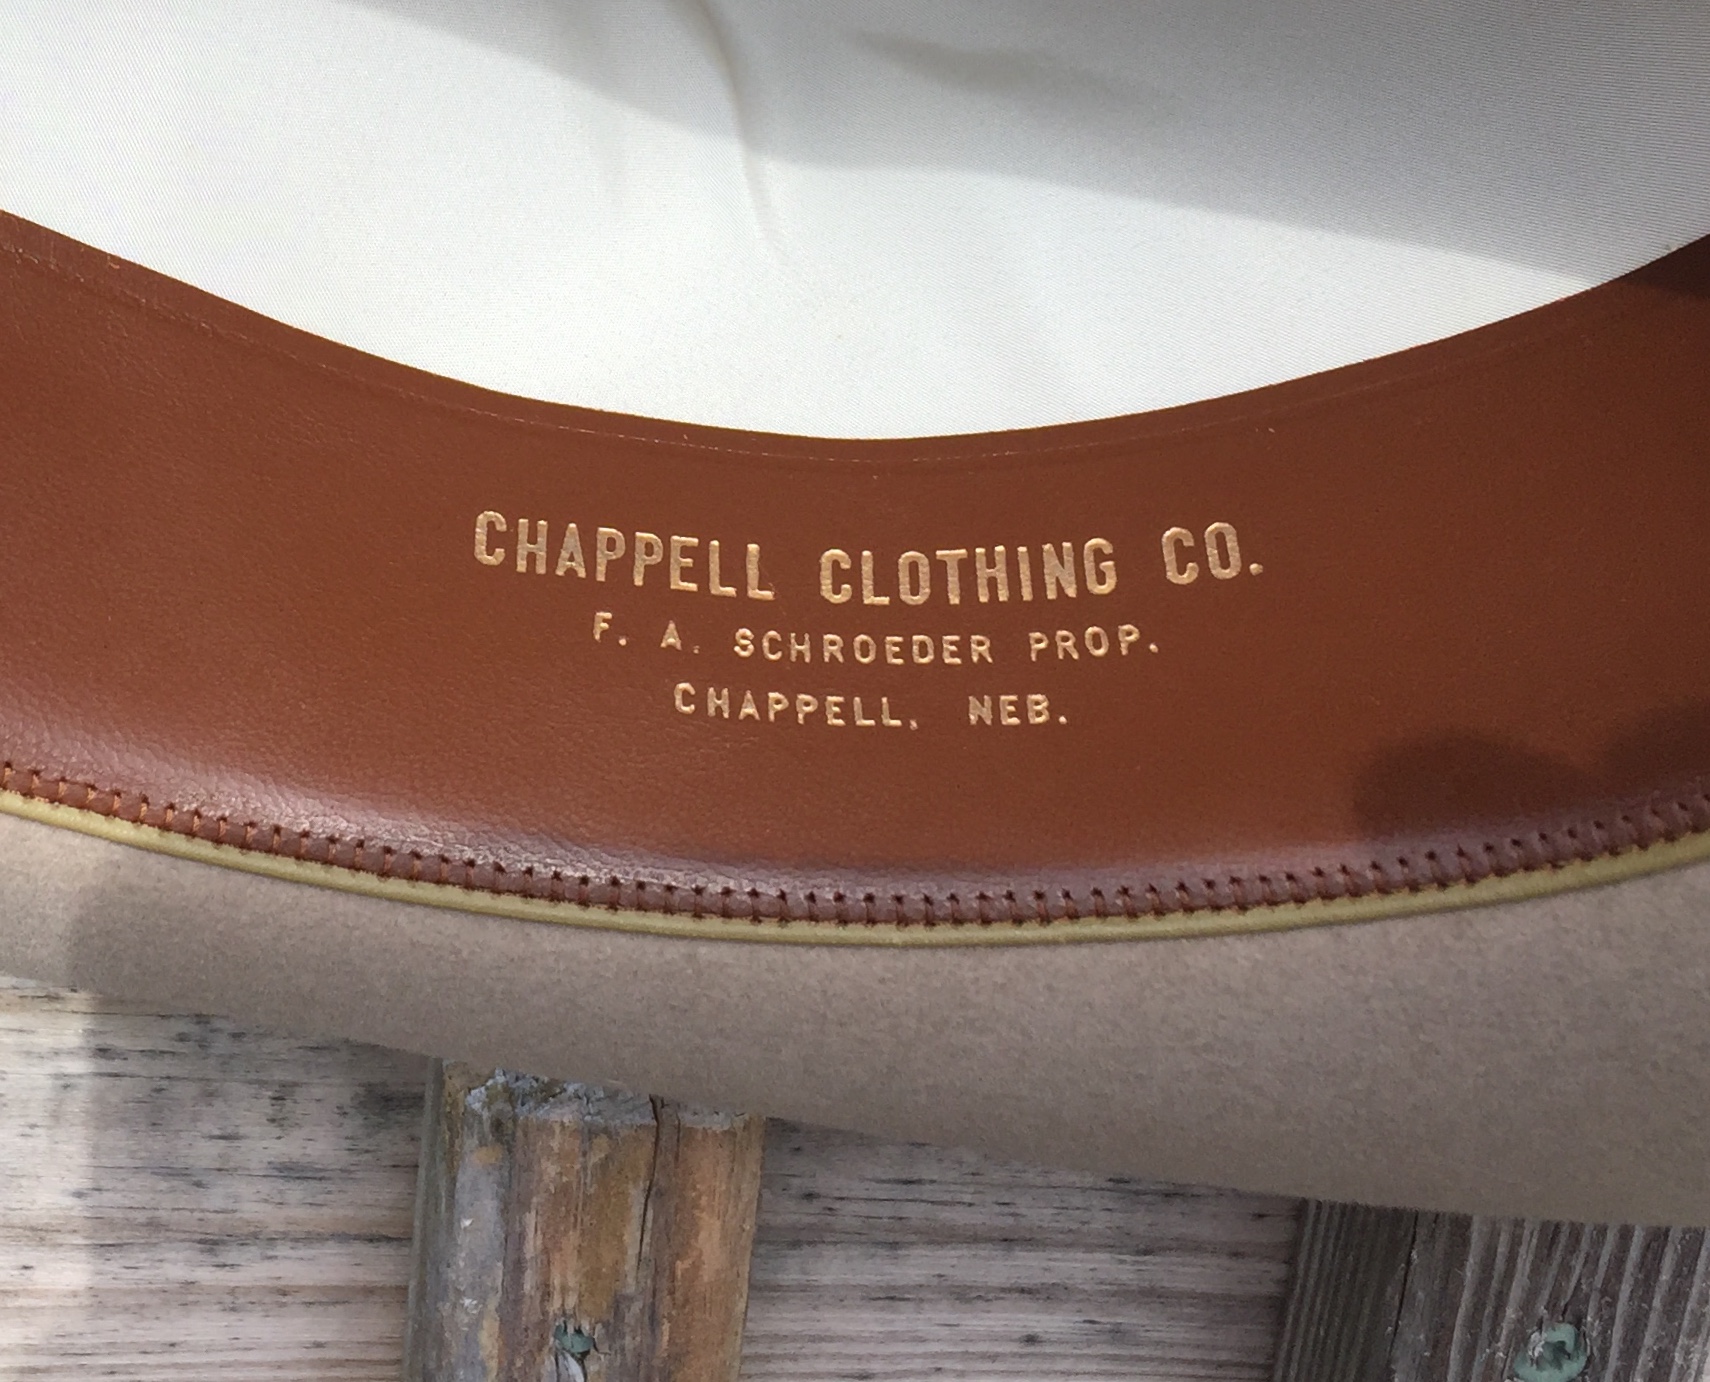 CHAPPELL CLOTHING CO.
F. A. SCHROEDER PROP.
CHAPPELL, NEB.